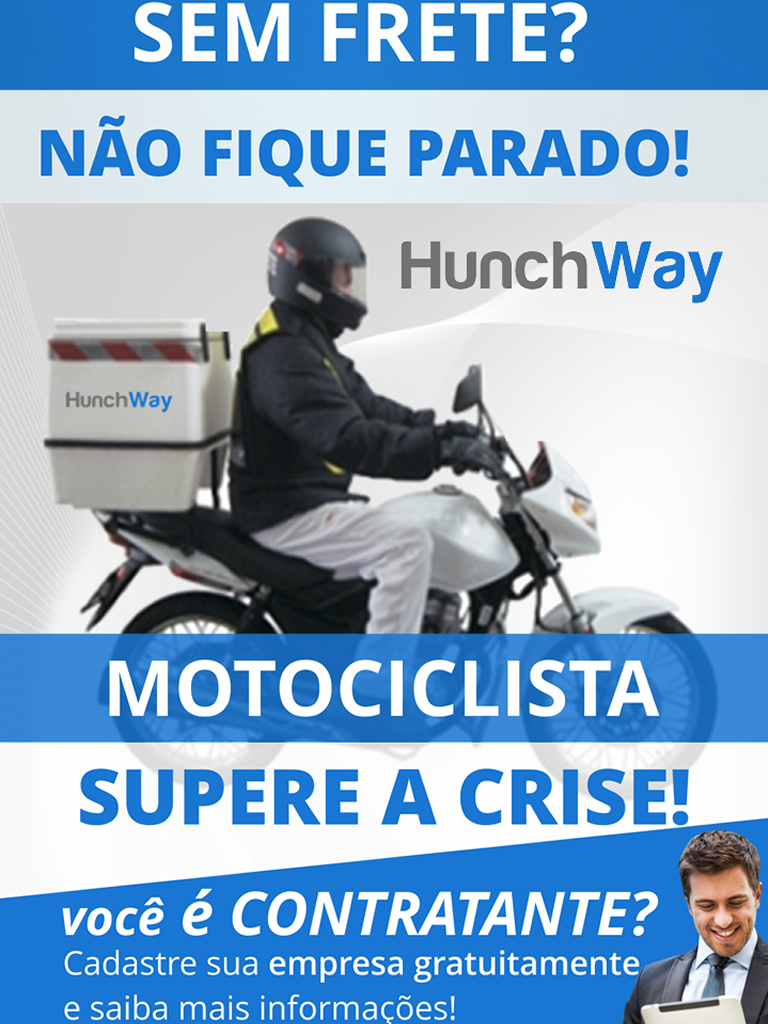 SEM FRETE?
NÃO FIQUE PARADO!
HunchWay
HunchWay
MOTOCICLISTA
SUPERE A CRISE!
você é CONTRATANTE?
Cadastre sua empresa gratuitamente
e saiba mais informações!